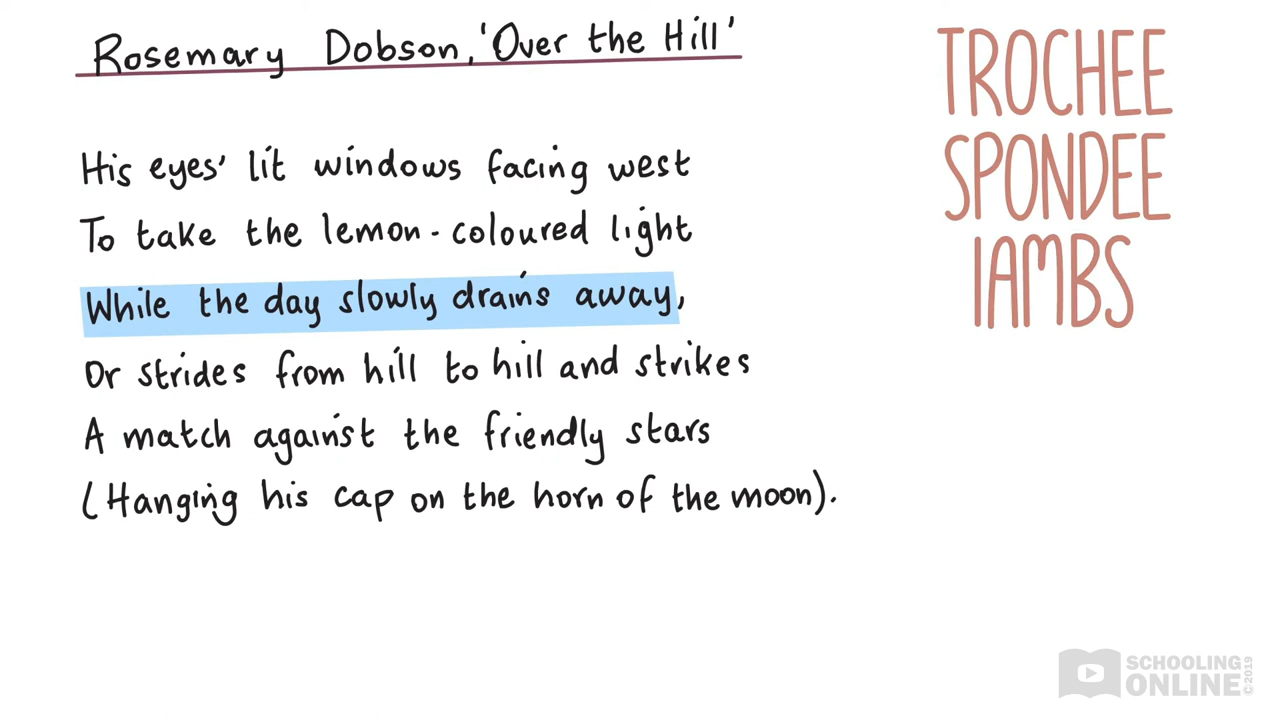 Rosemary Dobson, 'Over the Hill'
His eyes' lit windows facing west
To take the lemon-coloured light
While the day slowly drains away,
Or strides from hill to hill and strikes
A match against the friendly stars
(Hanging his cap on the horn of the moon).
TROCHEE
SPONDEE
IAMBS
SCHOOLING
ONLINE
©2019